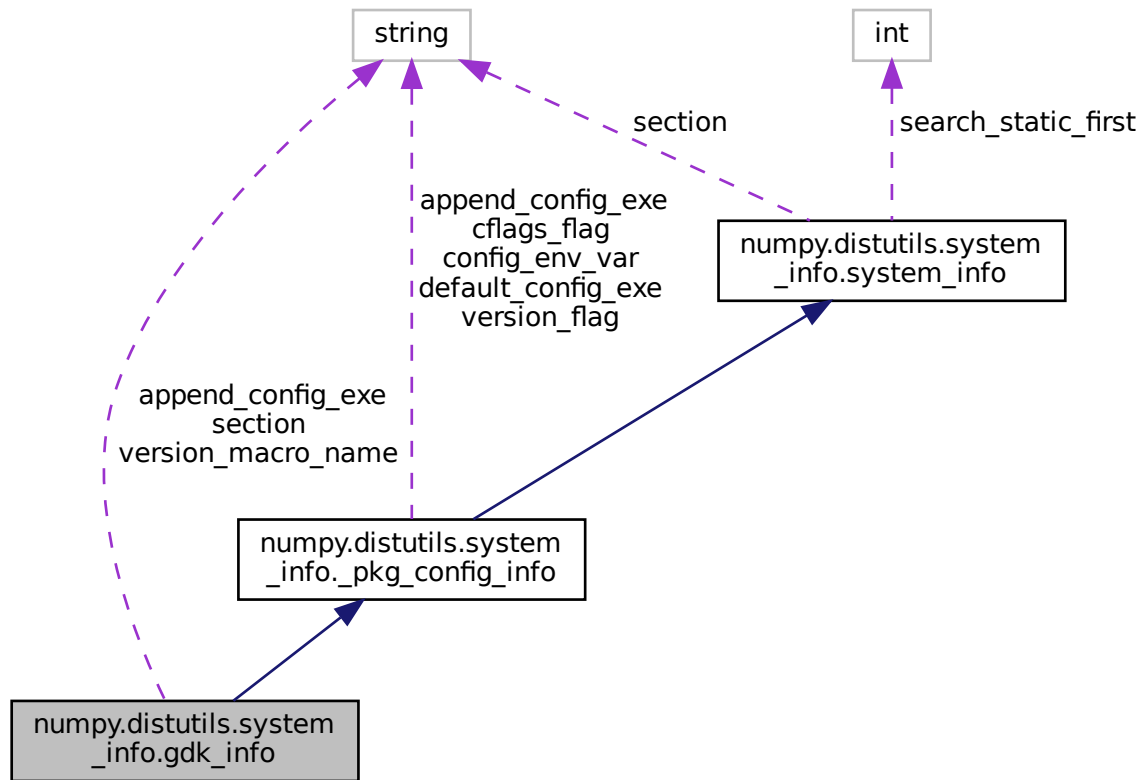 string
int
section
search_static_first
append_config_exe
cflags_flag
config_env_var
default_config_exe
version_flag
numpy.distutils.system
_info.system_info
append_config_exe
section
version_macro_name
numpy.distutils.system
_info._pkg_config_info
numpy.distutils.system
_info.gdk_info